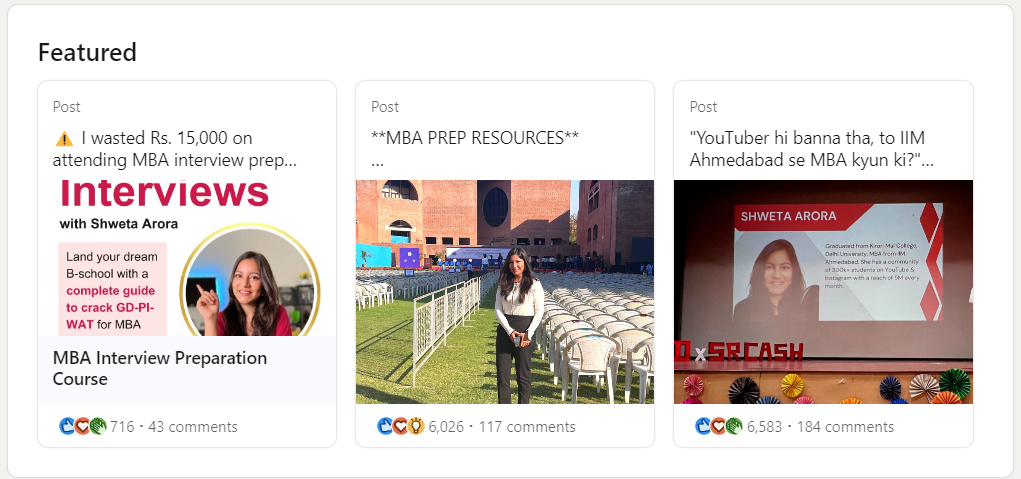 Featured
Post
⚠️ I wasted Rs. 15,000 on
attending MBA interview prep...
Interviews
with Shweta Arora
Land your dream
B-school with a
complete guide
to crack GD-PI-
WAT for MBA
MBA Interview Preparation
Course
716 · 43 comments
Post
**MBA PREP RESOURCES**
...
6,026 · 117 comments
Post
"YouTuber hi banna tha, to IIM
Ahmedabad se MBA kyun ki?"...
SHWETA ARORA
Graduated from Kirori Mal College,
Delhi University, MBA from IIM
Ahmedabad. She has a community
of 300k+ students on YouTube &
Instagram with a reach of 5M every
month.
xSRCASW
6,583 · 184 comments